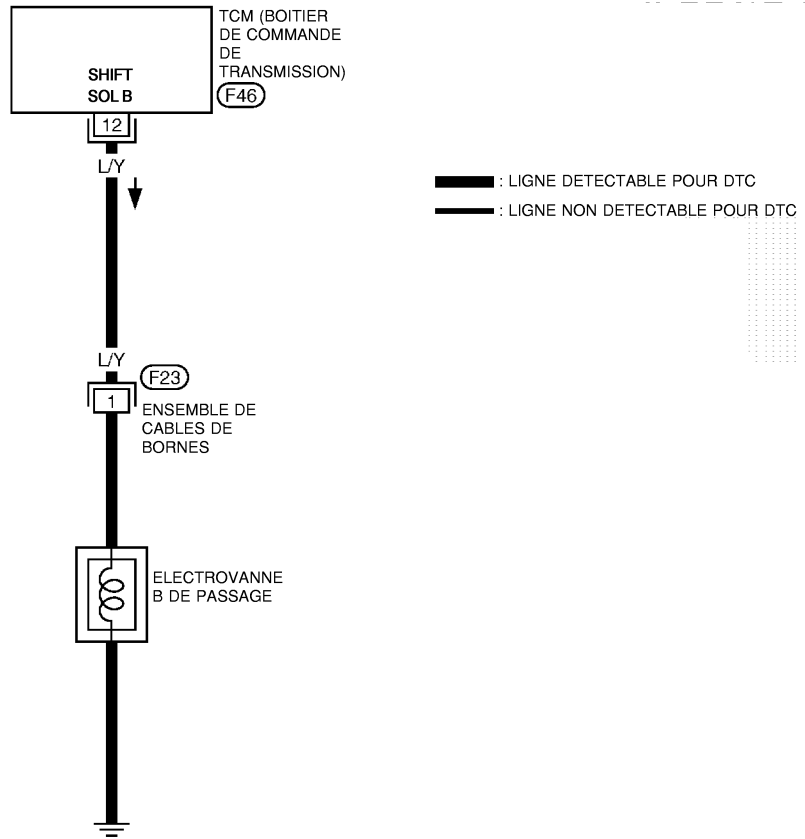 TCM (BOITIER
DE COMMANDE
DE
TRANSMISSION)
SHIFT
SOL B
F46
12
L/Y
: LIGNE DETECTABLE POUR DTC
: LIGNE NON DETECTABLE POUR DTC
L/Y
F23
1
ENSEMBLE DE
CABLES DE
BORNES
ELECTROVANNE
B DE PASSAGE